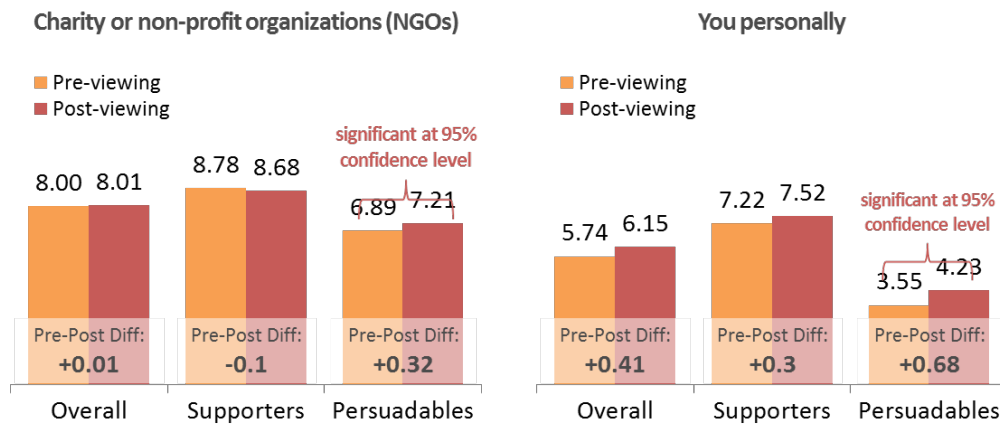 Charity or non-profit organizations (NGOs)
Pre-viewing
Post-viewing
significant at 95%
confidence level
8.00
8.01
8.78
8.68
6.89
7.21
Pre-Post Diff:
+0.01
Pre-Post Diff:
-0.1
Pre-Post Diff:
+0.32
Overall
Supporters
Persuadables
You personally
Pre-viewing
Post-viewing
significant at 95%
confidence level
5.74
6.15
7.22
7.52
3.55
4.23
Pre-Post Diff:
+0.41
Pre-Post Diff:
+0.3
Pre-Post Diff:
+0.68
Overall
Supporters
Persuadables